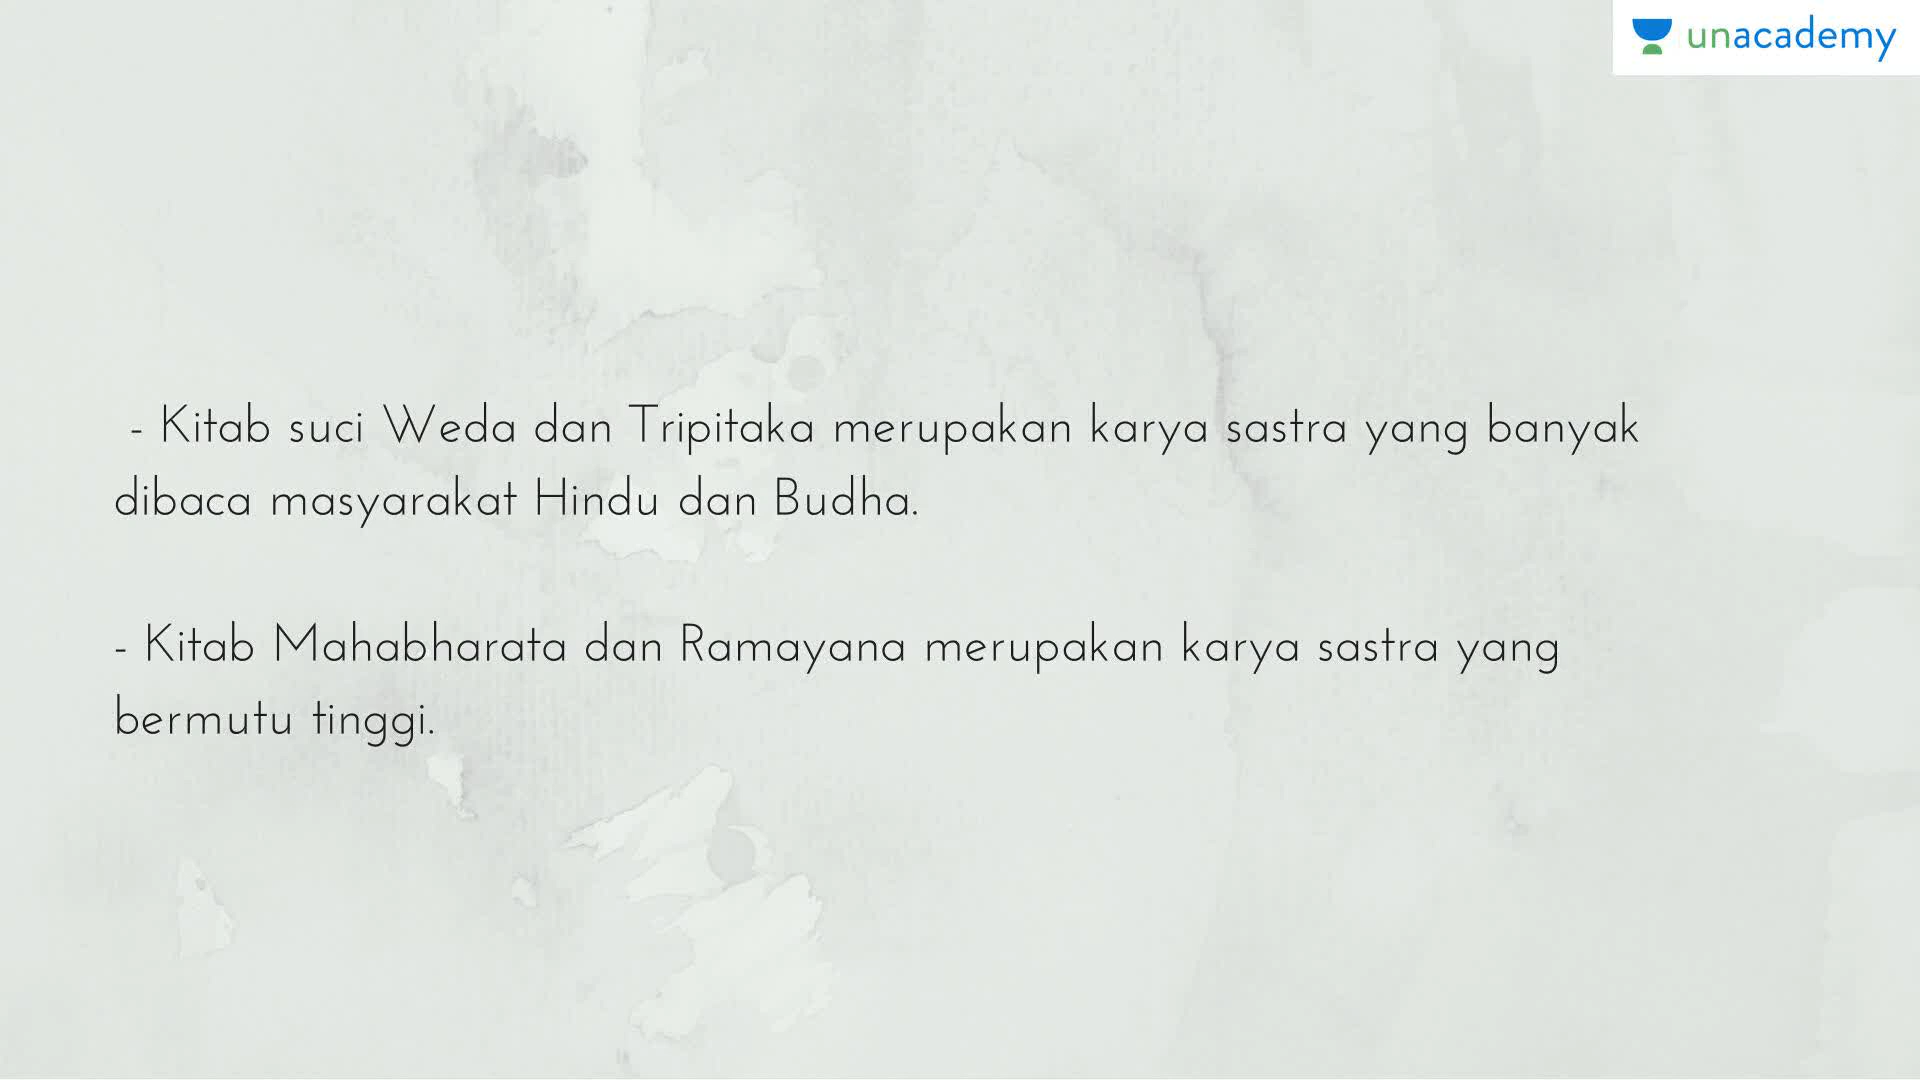 unacademy
- Kitab suci Weda dan Tripitaka merupakan karya sastra yang banyak
dibaca masyarakat Hindu dan Budha.
- Kitab Mahabharata dan Ramayana merupakan karya sastra yang
bermutu tinggi.